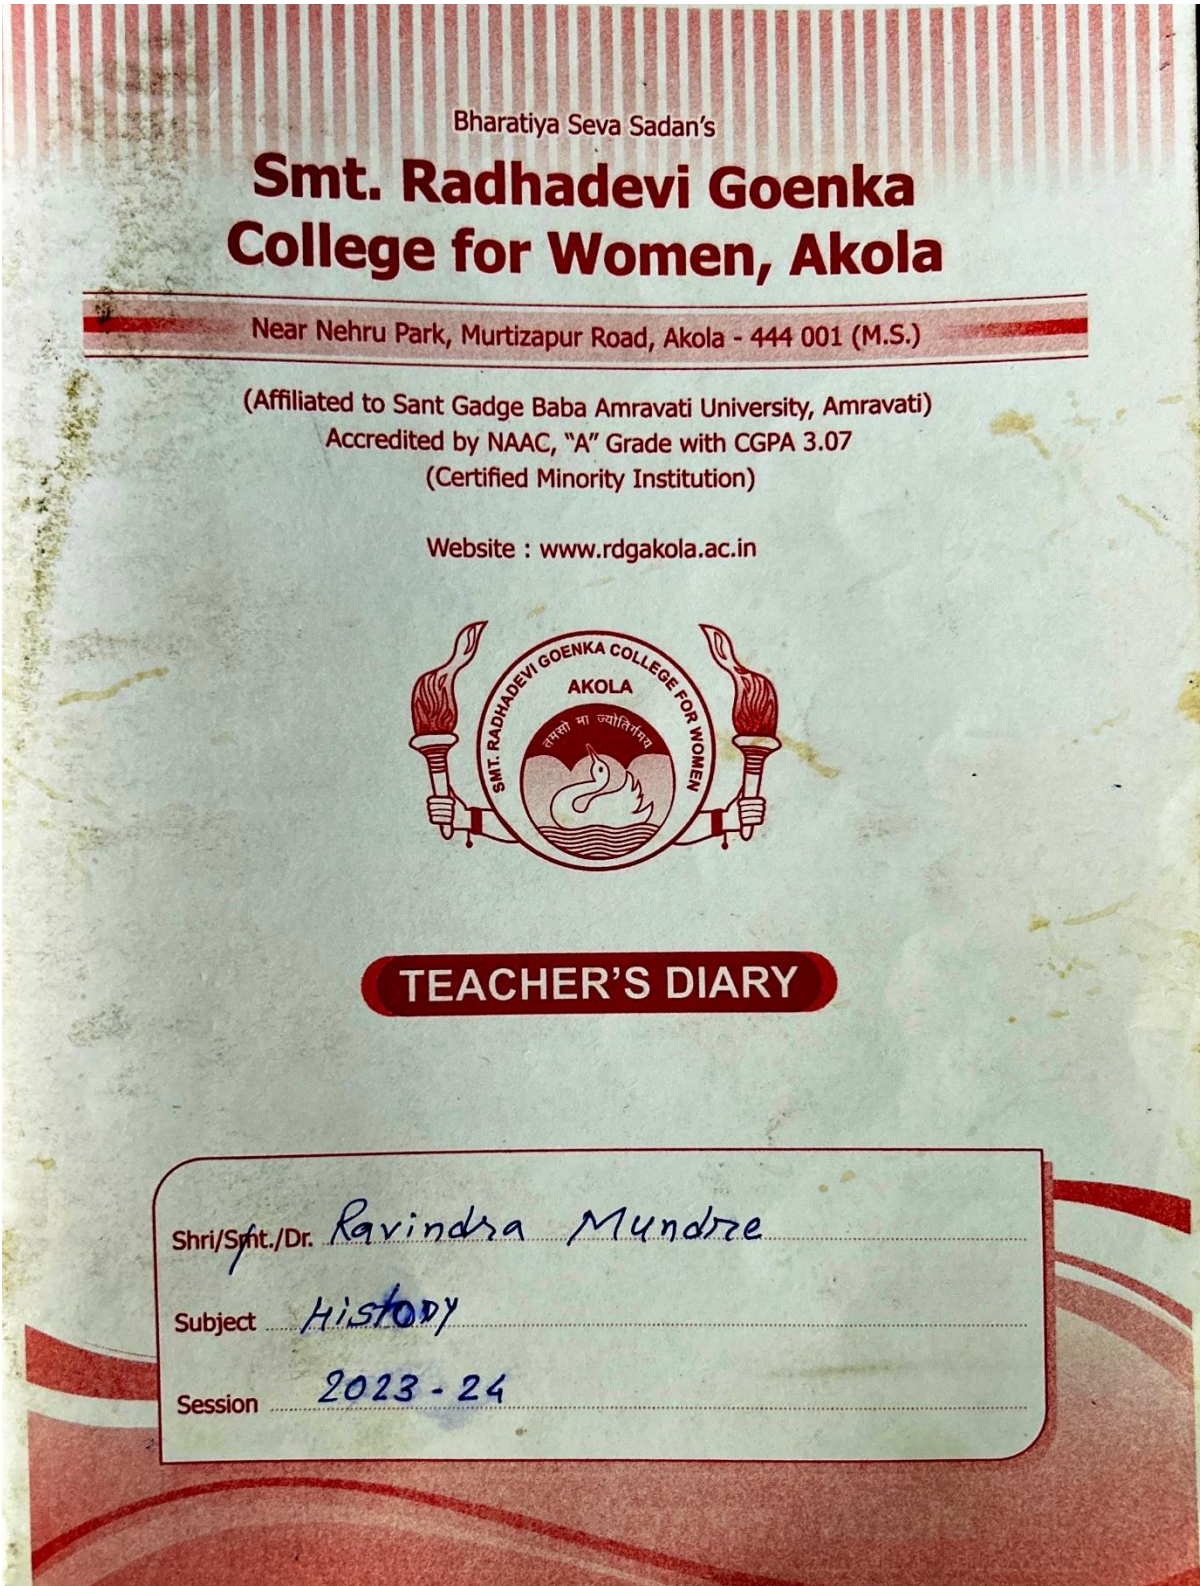 Bharatiya Seva Sadan's
Smt. Radhadevi Goenka
College for Women, Akola
Near Nehru Park, Murtizapur Road, Akola - 444 001 (M.S.)
(Affiliated to Sant Gadge Baba Amravati University, Amravati)
Accredited by NAAC, “A” Grade with CGPA 3.07
(Certified Minority Institution)
Website : www.rdgakola.ac.in
SMT. RADHADEVI GOENKA COLLEGE FOR WOMEN
AKOLA
तमसो मा ज्योतिर्गमय
TEACHER'S DIARY
Shri/Smt./Dr. Ravindra Mundre
Subject History
Session 2023 - 24